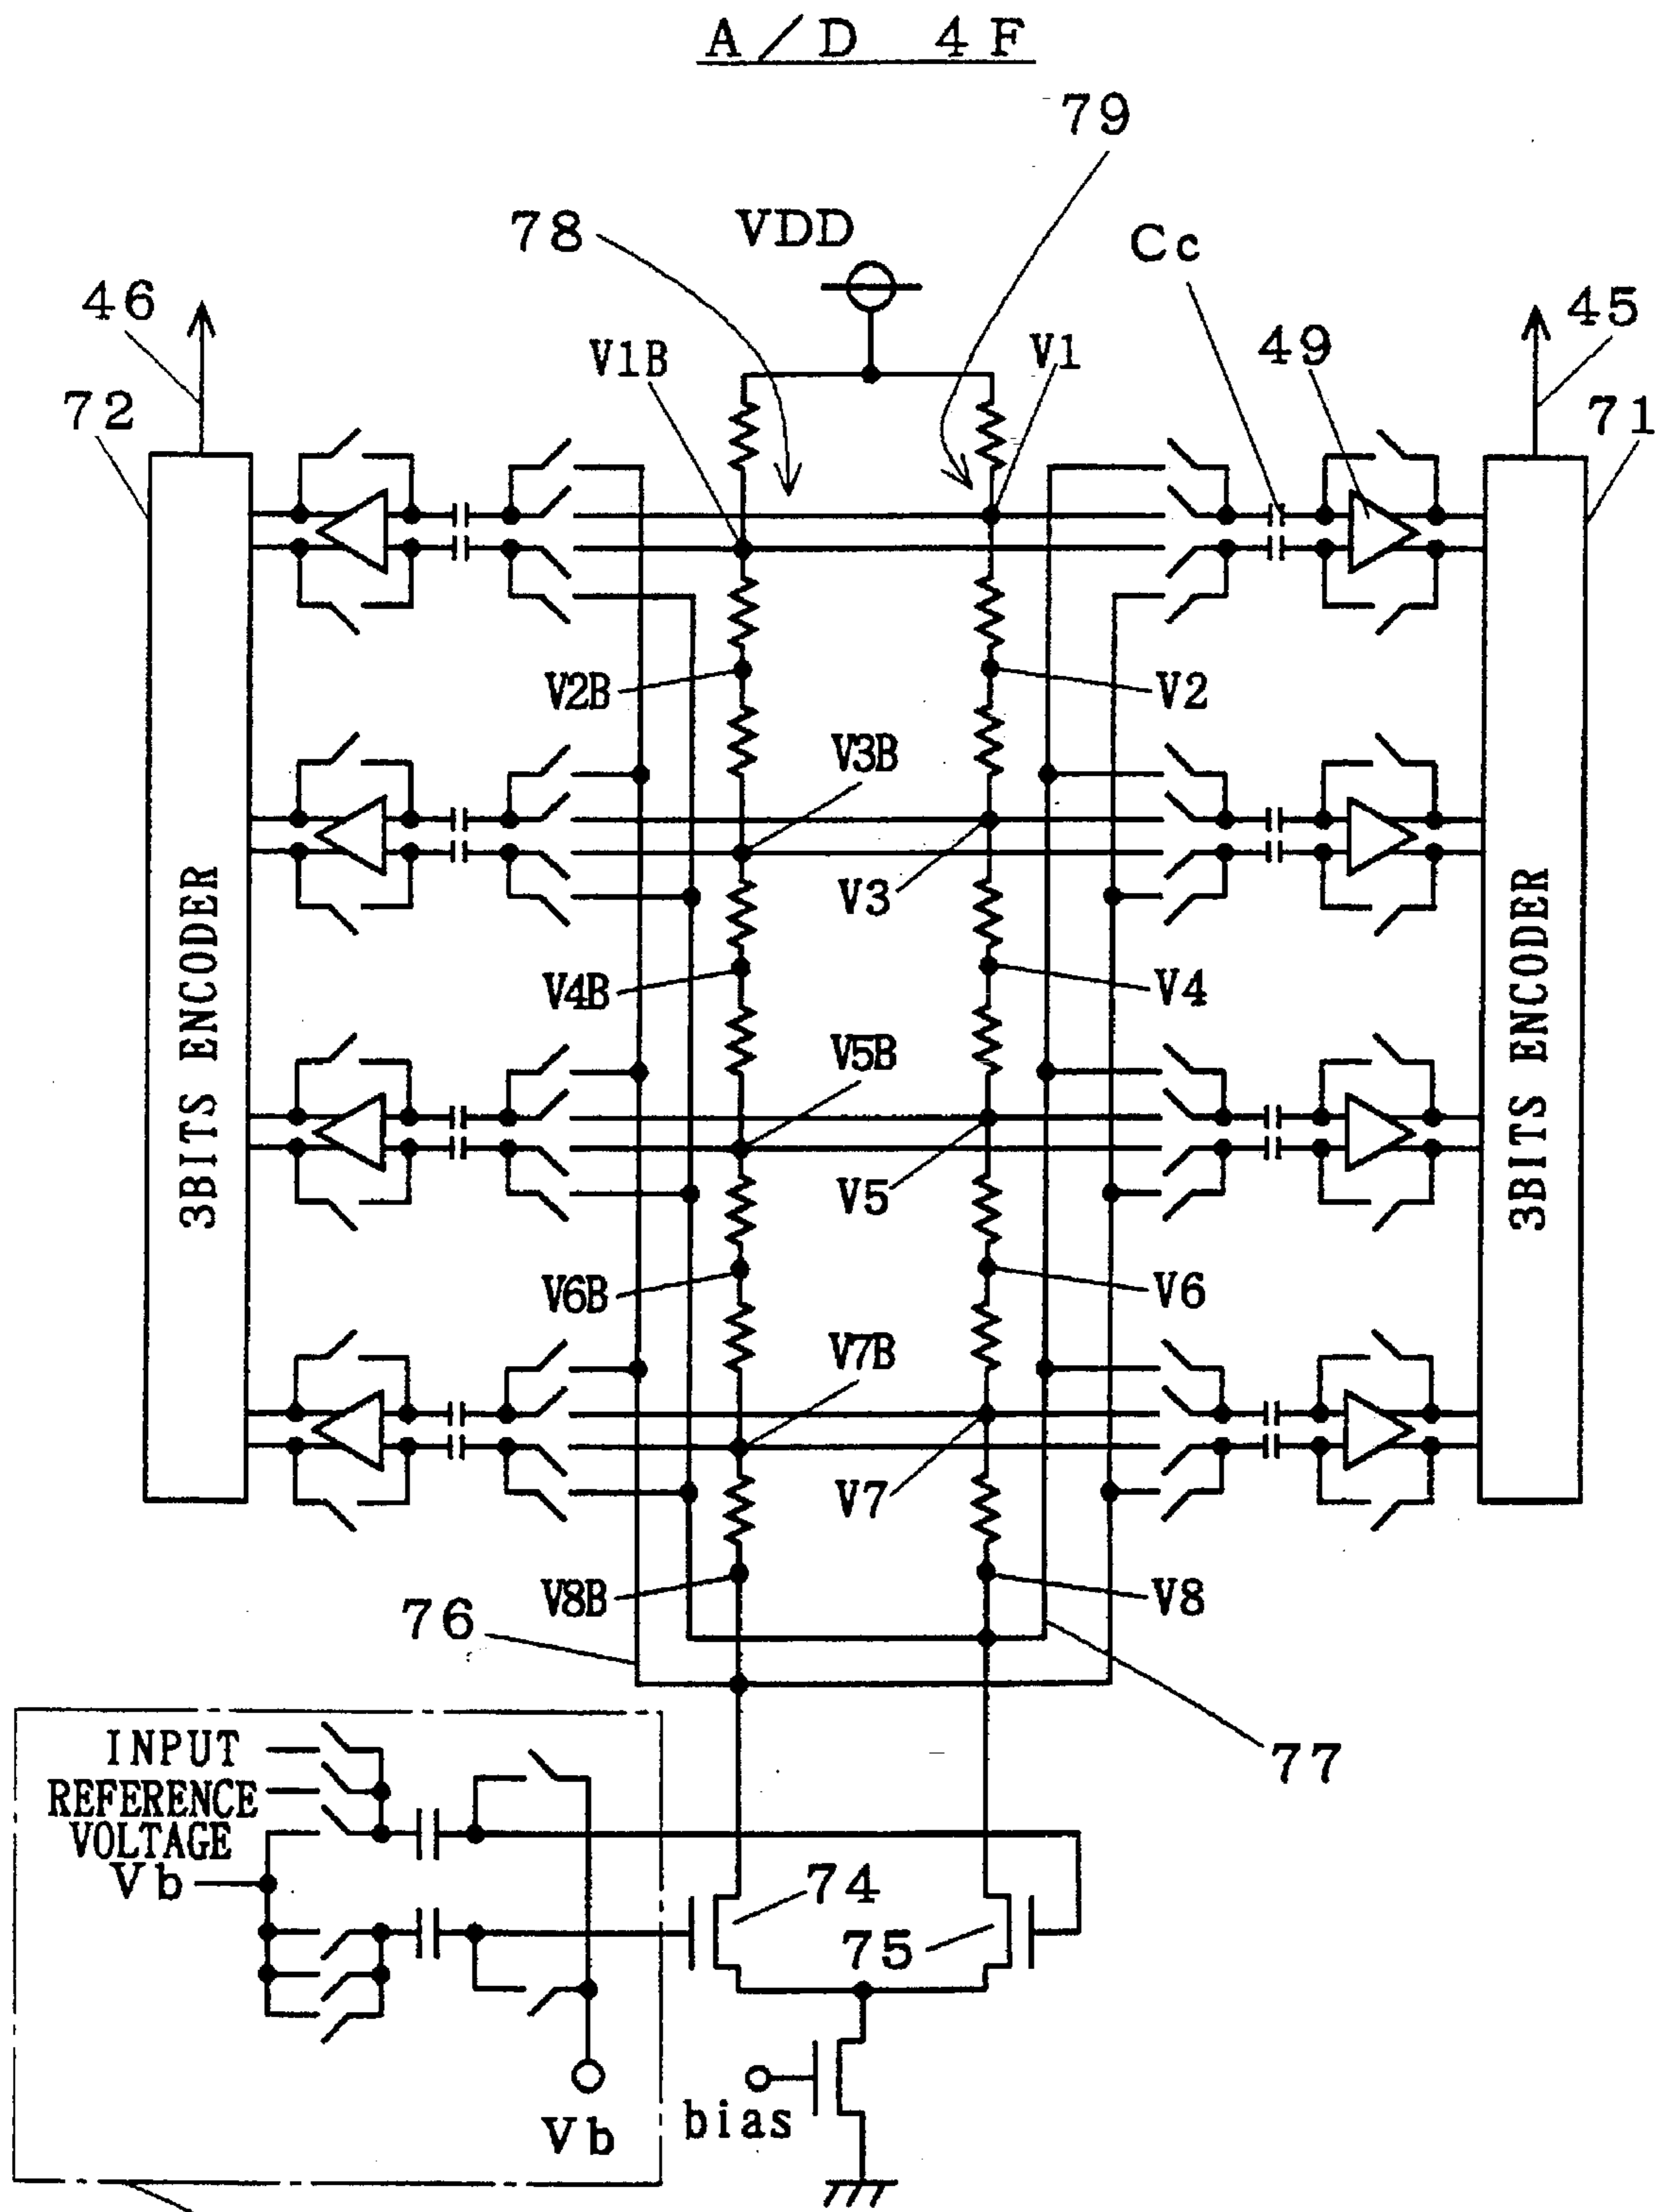 A/D 4F
79
78
VDD
Cc
46
45
V1B
V1
49
72
71
V2B
V2
V3B
V3
3BITS ENCODER
3BITS ENCODER
V4B
V4
V5B
V5
V6B
V6
V7B
V7
V8B
V8
76
77
INPUT
REFERENCE
VOLTAGE
Vb
74
75
Vb
bias